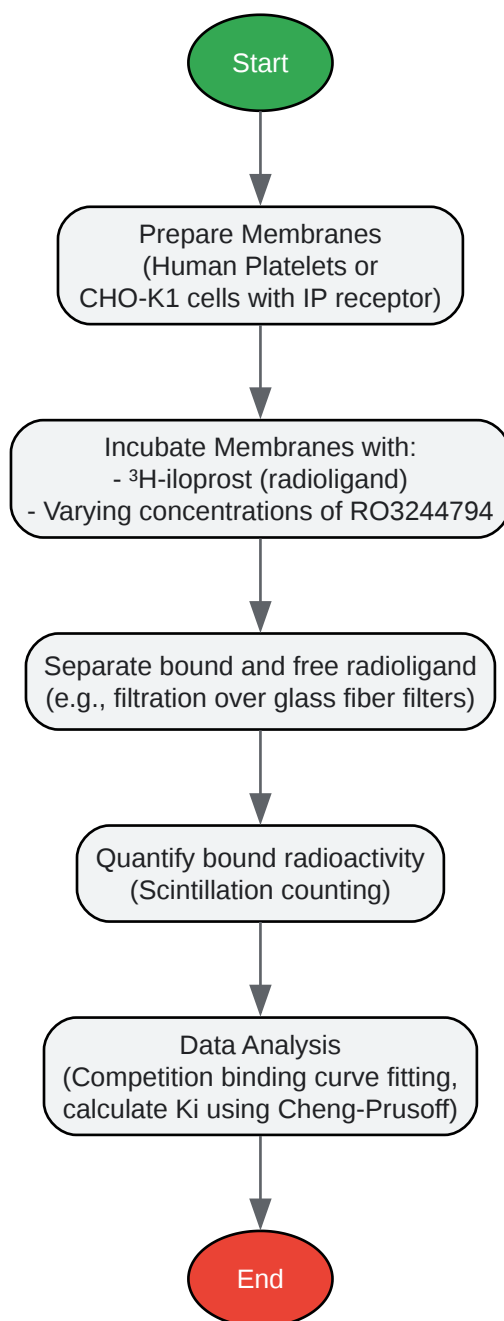 Start
Prepare Membranes
(Human Platelets or
CHO-K1 cells with IP receptor)
Incubate Membranes with:
- ³H-iloprost (radioligand)
- Varying concentrations of RO3244794
Separate bound and free radioligand
(e.g., filtration over glass fiber filters)
Quantify bound radioactivity
(Scintillation counting)
Data Analysis
(Competition binding curve fitting,
calculate Ki using Cheng-Prusoff)
End